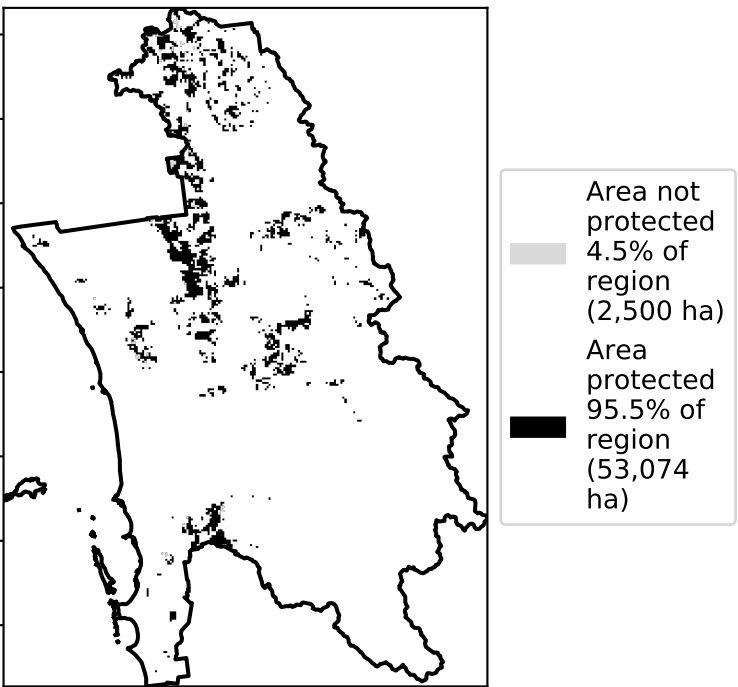 Area not
protected
4.5% of
region
(2,500 ha)
Area
protected
95.5% of
region
(53,074
ha)